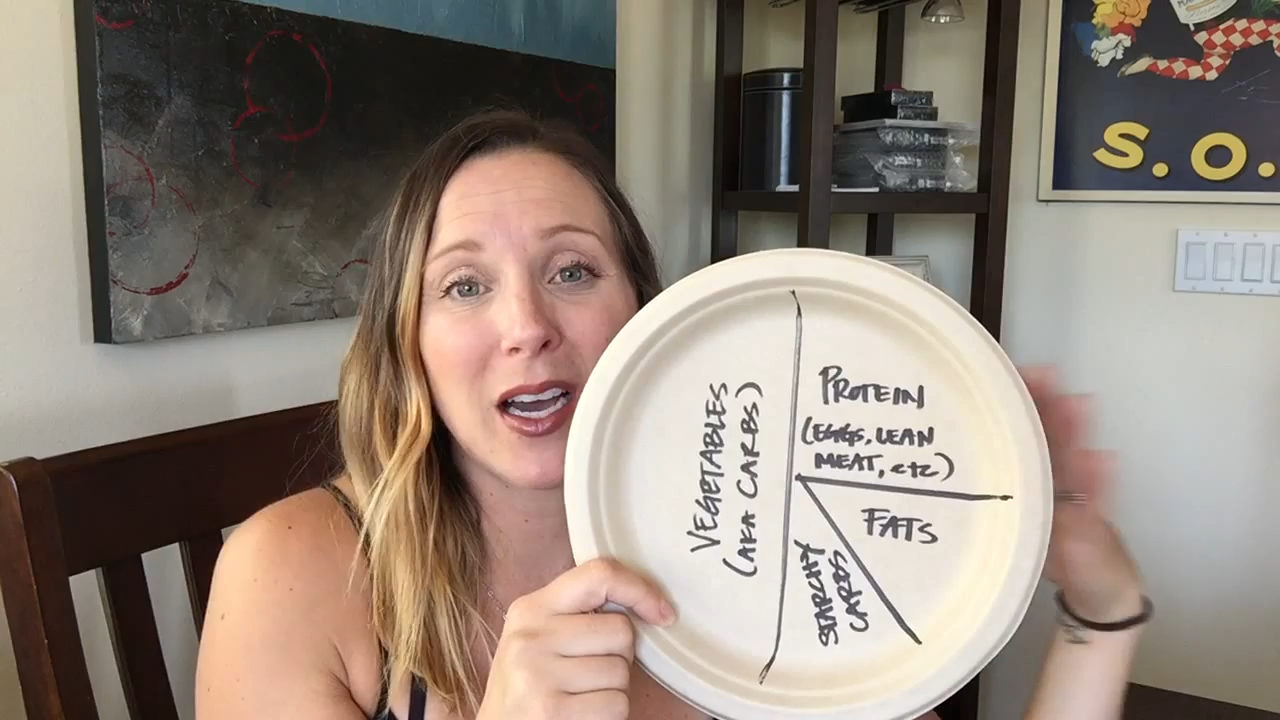 VEGETABLES
(AKA CARBS)
PROTEIN
(EGGS, LEAN
MEAT, etc)
FATS
STARCHY
CARBS
S.O.